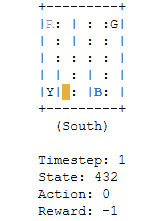 +---------+
|R: | : :G|
| : | : : |
| : : : : |
| | : | : |
|Y| : |B: |
+---------+
(South)
Timestep: 1
State: 432
Action: 0
Reward: -1